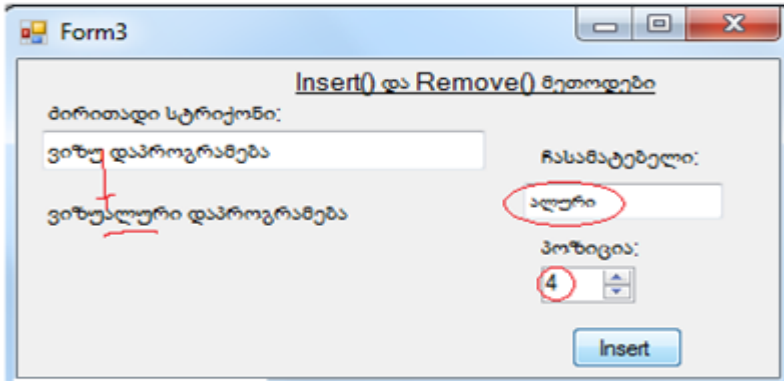 Form3
Insert() და Remove() მეთოდები
ძირითადი სტრიქონი:
ვიზუ დაპროგრამება
ვიზუალური დაპროგრამება
ჩასამატებელი:
ალური
პოზიცია:
4
Insert